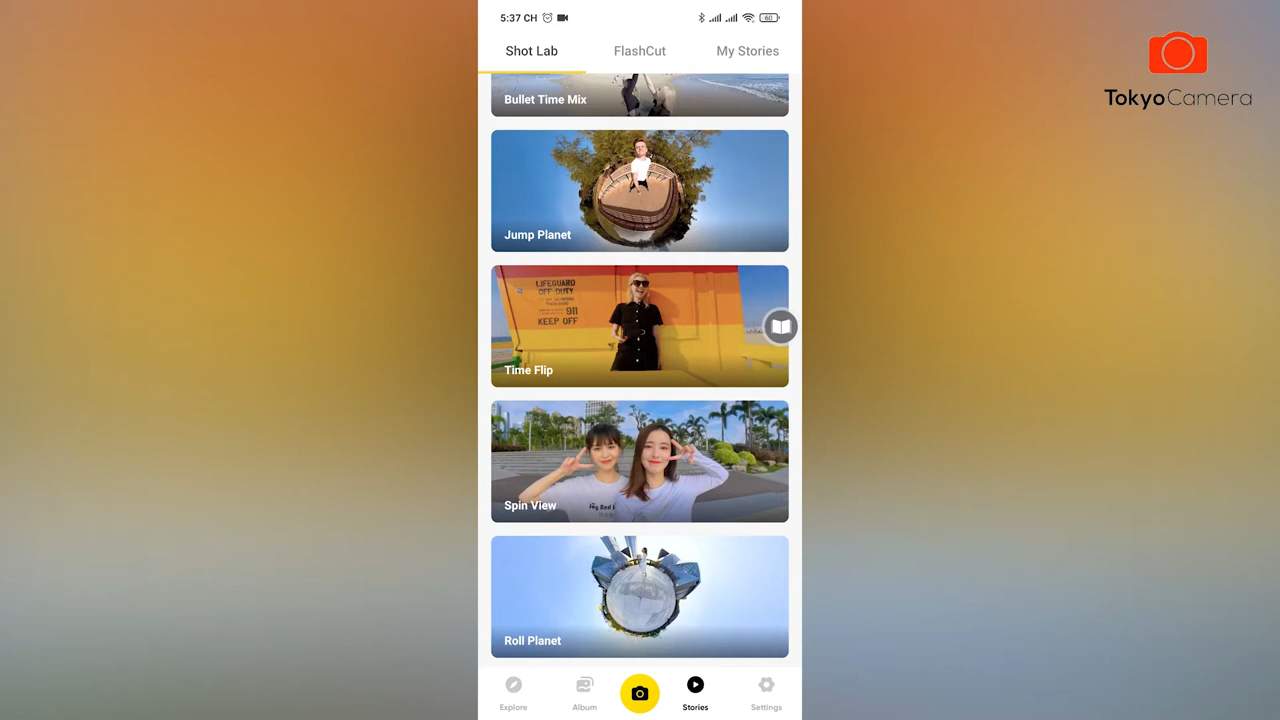 5:37 CH
60
TokyoCamera
Shot Lab
FlashCut
My Stories
Bullet Time Mix
Jump Planet
LIFEGUARD
OFF-DUTY
911
KEEP OFF
Time Flip
Spin View
Roll Planet
Explore
Album
Stories
Settings